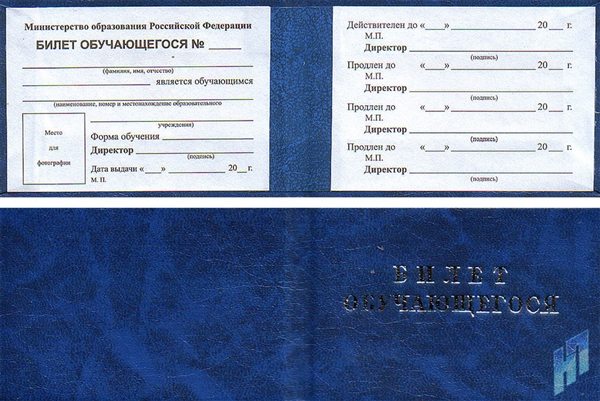 Министерство образования Российской Федерации
БИЛЕТ ОБУЧАЮЩЕГОСЯ № ____
(фамилия, имя, отчество)
является обучающимся
(наименование, номер и местонахождение образовательного
учреждения)
Место
для
фотографии
Форма обучения
Директор
(подпись)
Дата выдачи «___» 20__ г.
М. П.
Действителен до «___» 20__ г.
М.П.
Директор
(подпись)
Продлен до «___» 20__ г.
М.П.
Директор
(подпись)
Продлен до «___» 20__ г.
М.П.
Директор
(подпись)
Продлен до «___» 20__ г.
М.П.
Директор
(подпись)
БИЛЕТ
ОБУЧАЮЩЕГОСЯ